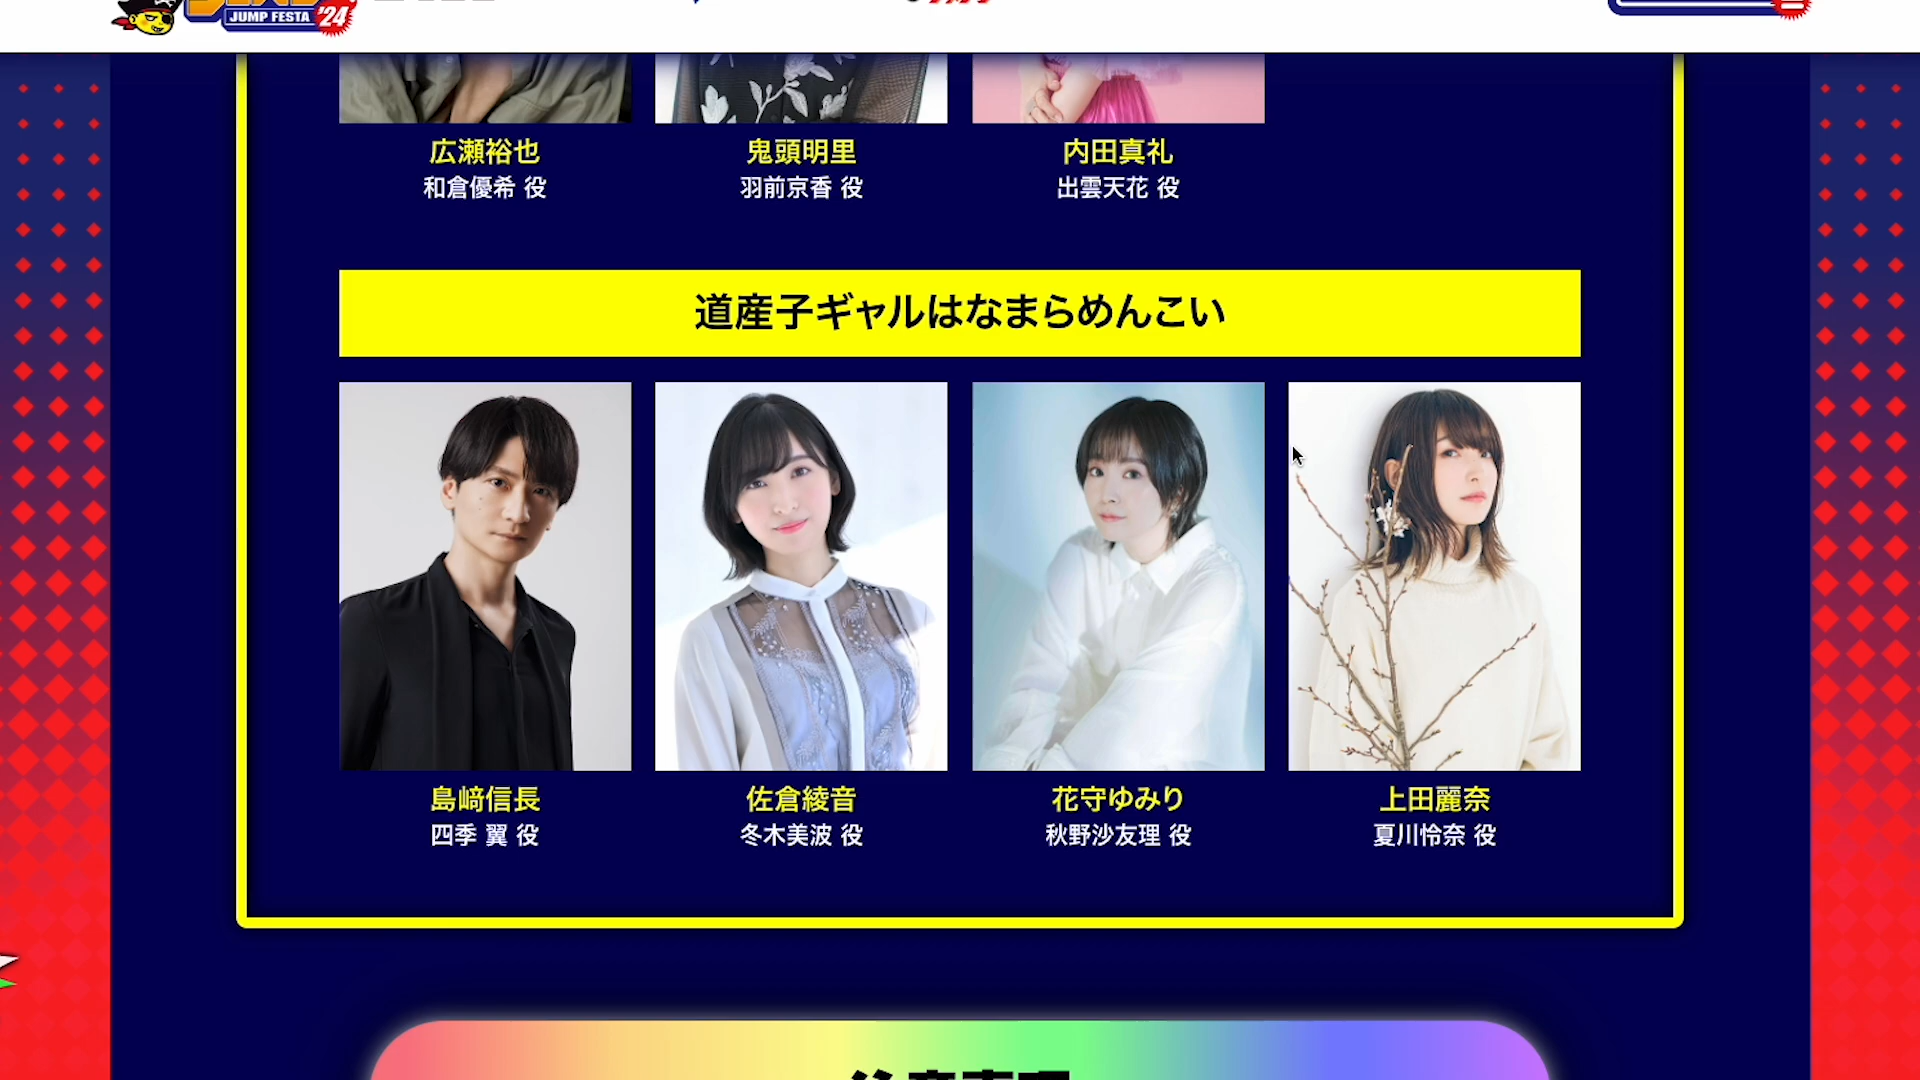 JUMP FESTA '24
広瀬裕也
和倉優希 役
鬼頭明里
羽前京香 役
内田真礼
出雲天花 役
道産子ギャルはなまらめんこい
島﨑信長
四季 翼 役
佐倉綾音
冬木美波 役
花守ゆみり
秋野沙友理 役
上田麗奈
夏川怜奈 役